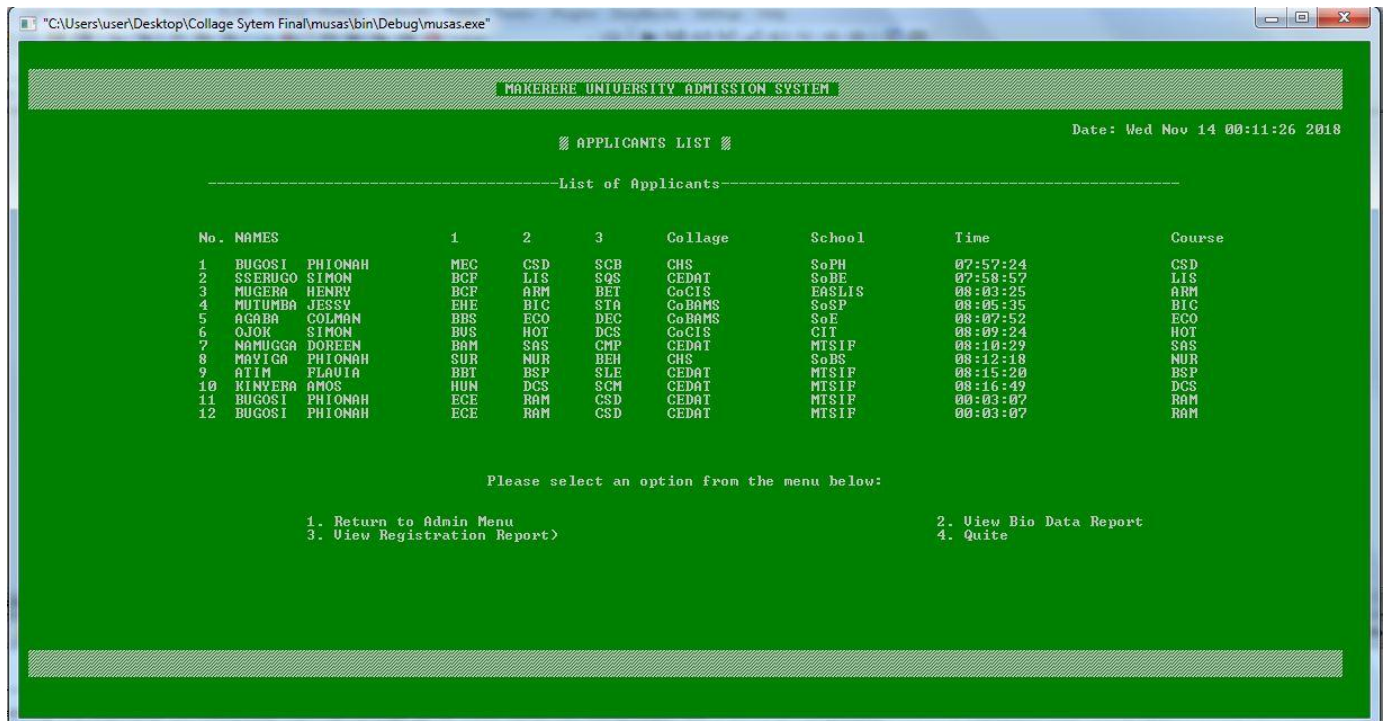 "C:\Users\user\Desktop\Collage Sytem Final\musas\bin\Debug\musas.exe"
MAKERERE UNIVERSITY ADMISSION SYSTEM
Date: Wed Nov 14 00:11:26 2018
APPLICANTS LIST
List of Applicants
No. NAMES 1 2 3 Collage School Time Course
1 BUGOSI PHIONAH MEC CSD SCB CHS SoPH 07:57:24 CSD
2 SSERUGO SIMON BCF LIS SQS CEDAT SoBE 07:58:57 LIS
3 MUGERA HENRY BCF ARM BET CoCIS EASLIS 08:03:25 ARM
4 MUTUMBA JESSY EHE BIC STA CoBAMS SoSP 08:05:35 BIC
5 AGABA COLMAN BBS ECO DEC CoBAMS SoE 08:07:52 ECO
6 OJOK SIMON BUS HOT DCS CoCIS CIT 08:09:24 HOT
7 NAMUGGA DOREEN BAM SAS CMP CEDAT MTSIF 08:10:29 SAS
8 MAYIGA PHIONAH SUR NUR BEH CHS SoBS 08:12:18 NUR
9 ATIM FLAVIA BBT BSP SLE CEDAT MTSIF 08:15:20 BSP
10 KINYERA AMOS HUN DCS SCM CEDAT MTSIF 08:16:49 DCS
11 BUGOSI PHIONAH ECE RAM CSD CEDAT MTSIF 00:03:07 RAM
12 BUGOSI PHIONAH ECE RAM CSD CEDAT MTSIF 00:03:07 RAM
Please select an option from the menu below:
1. Return to Admin Menu 2. View Bio Data Report
3. View Registration Report> 4. Quite